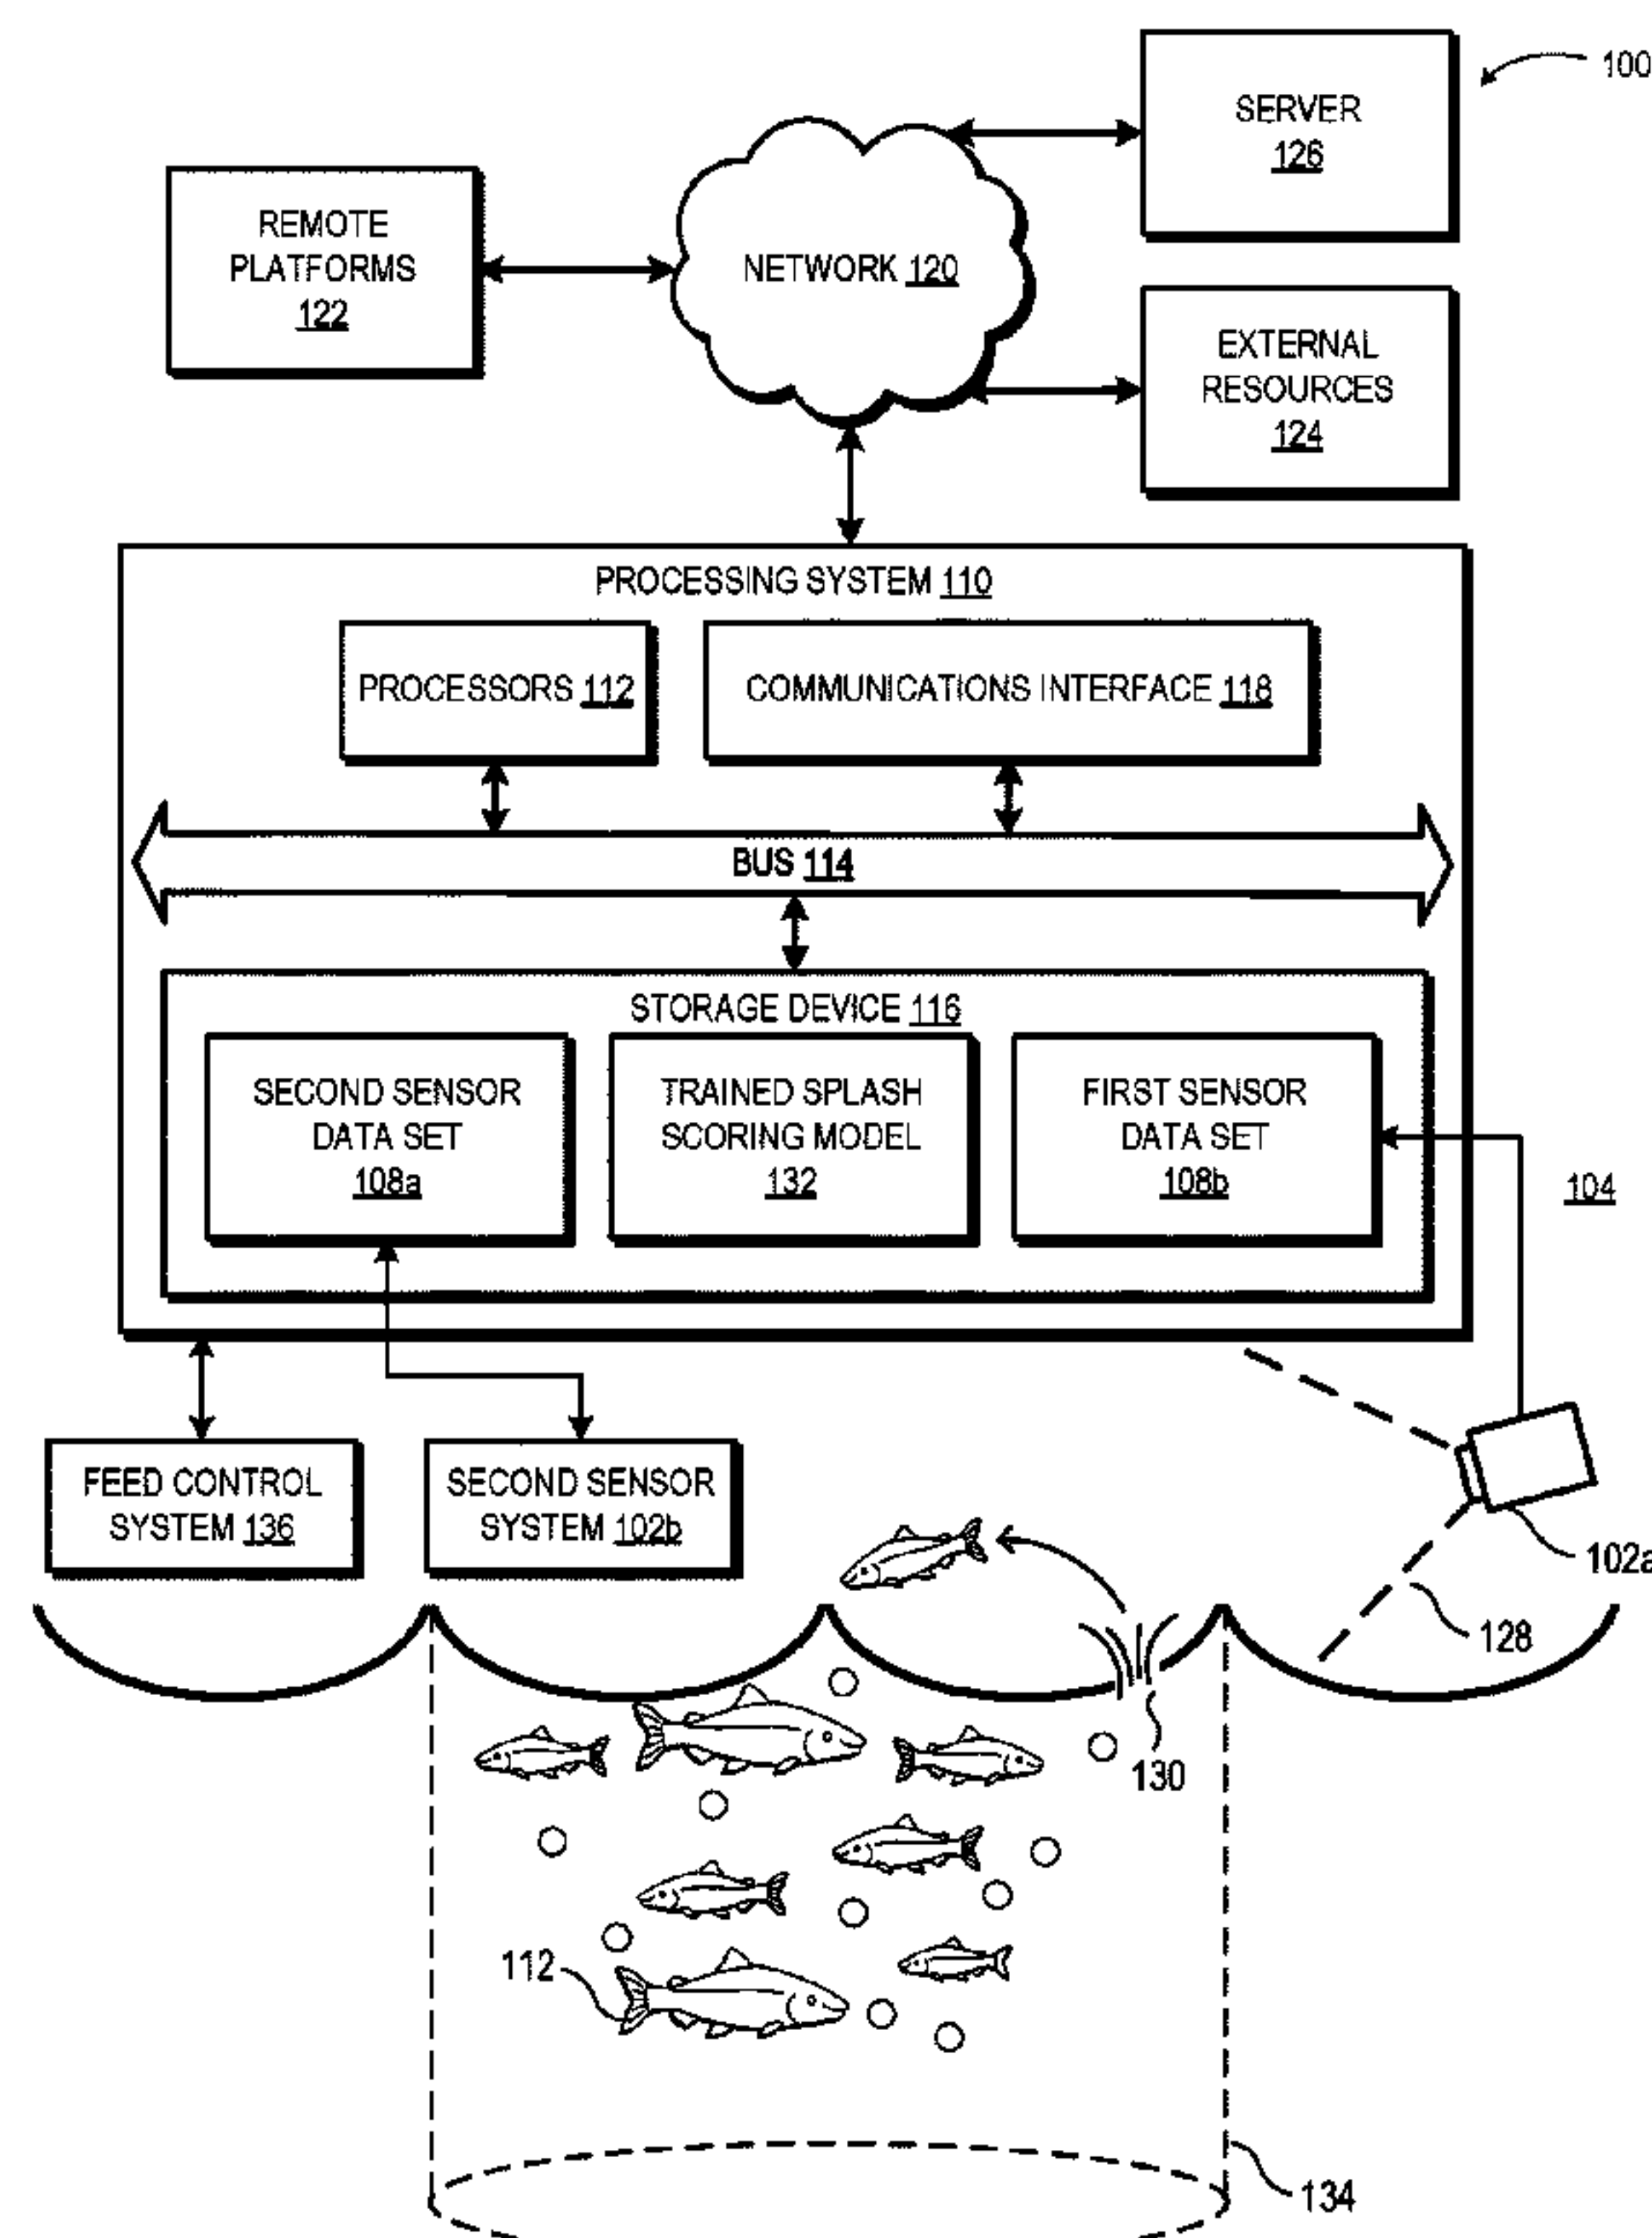 100
SERVER
126
REMOTE
PLATFORMS
122
NETWORK 120
EXTERNAL
RESOURCES
124
PROCESSING SYSTEM 110
PROCESSORS 112
COMMUNICATIONS INTERFACE 118
BUS 114
STORAGE DEVICE 116
SECOND SENSOR
DATA SET
108a
TRAINED SPLASH
SCORING MODEL
132
FIRST SENSOR
DATA SET
108b
104
FEED CONTROL
SYSTEM 136
SECOND SENSOR
SYSTEM 102b
102a
128
130
112
134